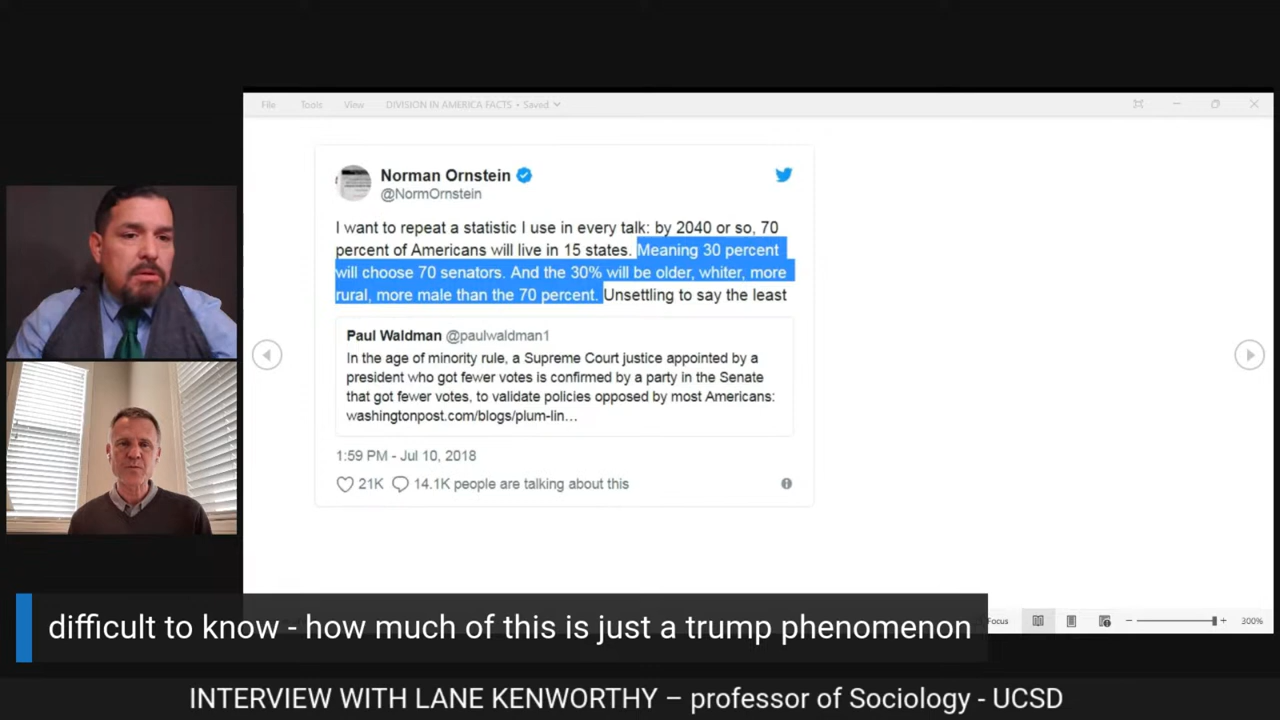 File Tools View DIVISION IN AMERICA FACTS • Saved
Norman Ornstein
@NormOrnstein
I want to repeat a statistic I use in every talk: by 2040 or so, 70
percent of Americans will live in 15 states. Meaning 30 percent
will choose 70 senators. And the 30% will be older, whiter, more
rural, more male than the 70 percent. Unsettling to say the least
Paul Waldman @paulwaldman1
In the age of minority rule, a Supreme Court justice appointed by a
president who got fewer votes is confirmed by a party in the Senate
that got fewer votes, to validate policies opposed by most Americans:
washingtonpost.com/blogs/plum-lin…
1:59 PM - Jul 10, 2018
21K 14.1K people are talking about this
difficult to know - how much of this is just a trump phenomenon
Focus 300%
INTERVIEW WITH LANE KENWORTHY – professor of Sociology - UCSD